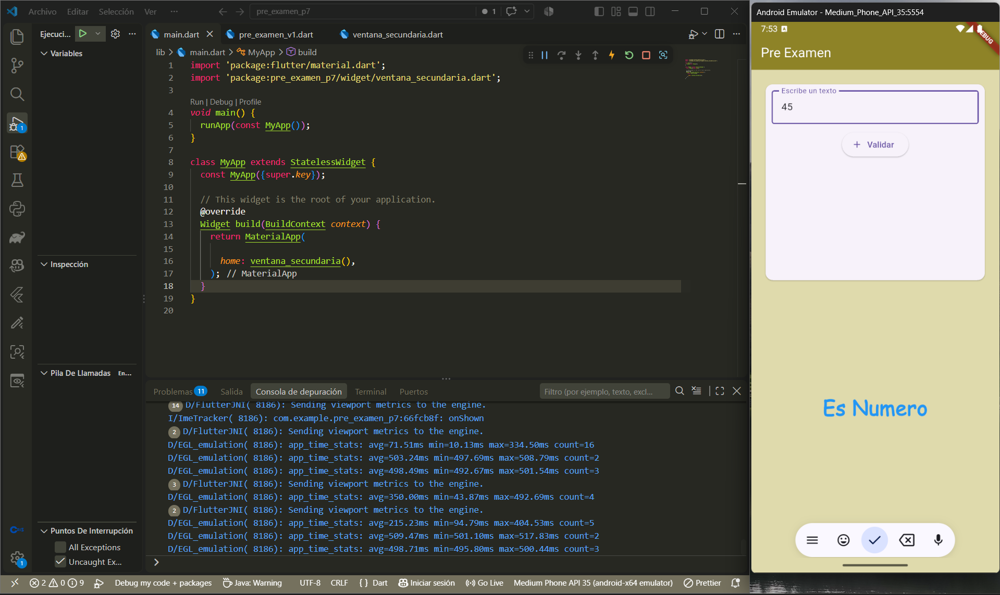 Archivo Editar Selección Ver ···
pre_examen_p7
1
Ejecuci...
Variables
Inspección
Pila De Llamadas En...
Puntos De Interrupción
All Exceptions
Uncaught Ex...
main.dart
pre_examen_v1.dart
ventana_secundaria.dart
lib > main.dart > MyApp > build
1 import 'package:flutter/material.dart';
2 import 'package:pre_examen_p7/widget/ventana_secundaria.dart';
3
Run | Debug | Profile
4 void main() {
5 runApp(const MyApp());
6 }
7
8 class MyApp extends StatelessWidget {
9 const MyApp({super.key});
10
11 // This widget is the root of your application.
12 @override
13 Widget build(BuildContext context) {
14 return MaterialApp(
15
16 home: ventana_secundaria(),
17 ); // MaterialApp
18 }
19 }
20
Problemas 11 Salida Consola de depuración Terminal Puertos
Filtro (por ejemplo, texto, excl...
14 D/FlutterJNI( 8186): Sending viewport metrics to the engine.
I/ImeTracker( 8186): com.example.pre_examen_p7:66fcb8f: onShown
2 D/FlutterJNI( 8186): Sending viewport metrics to the engine.
D/EGL_emulation( 8186): app_time_stats: avg=71.51ms min=10.13ms max=334.50ms count=16
D/EGL_emulation( 8186): app_time_stats: avg=503.24ms min=497.69ms max=508.79ms count=2
D/EGL_emulation( 8186): app_time_stats: avg=498.49ms min=492.67ms max=501.54ms count=3
3 D/FlutterJNI( 8186): Sending viewport metrics to the engine.
D/EGL_emulation( 8186): app_time_stats: avg=350.00ms min=43.87ms max=492.69ms count=4
2 D/FlutterJNI( 8186): Sending viewport metrics to the engine.
D/EGL_emulation( 8186): app_time_stats: avg=215.23ms min=94.79ms max=404.53ms count=5
D/EGL_emulation( 8186): app_time_stats: avg=509.47ms min=501.10ms max=517.83ms count=2
D/EGL_emulation( 8186): app_time_stats: avg=498.71ms min=495.80ms max=500.44ms count=3
>
1
1
2 0 9 Debug my code + packages Java: Warning UTF-8 CRLF { } Dart Iniciar sesión Go Live Medium Phone API 35 (android-x64 emulator) Prettier
Android Emulator - Medium_Phone_API_35:5554
7:53
Pre Examen
Escribe un texto
45
+ Validar
Es Numero